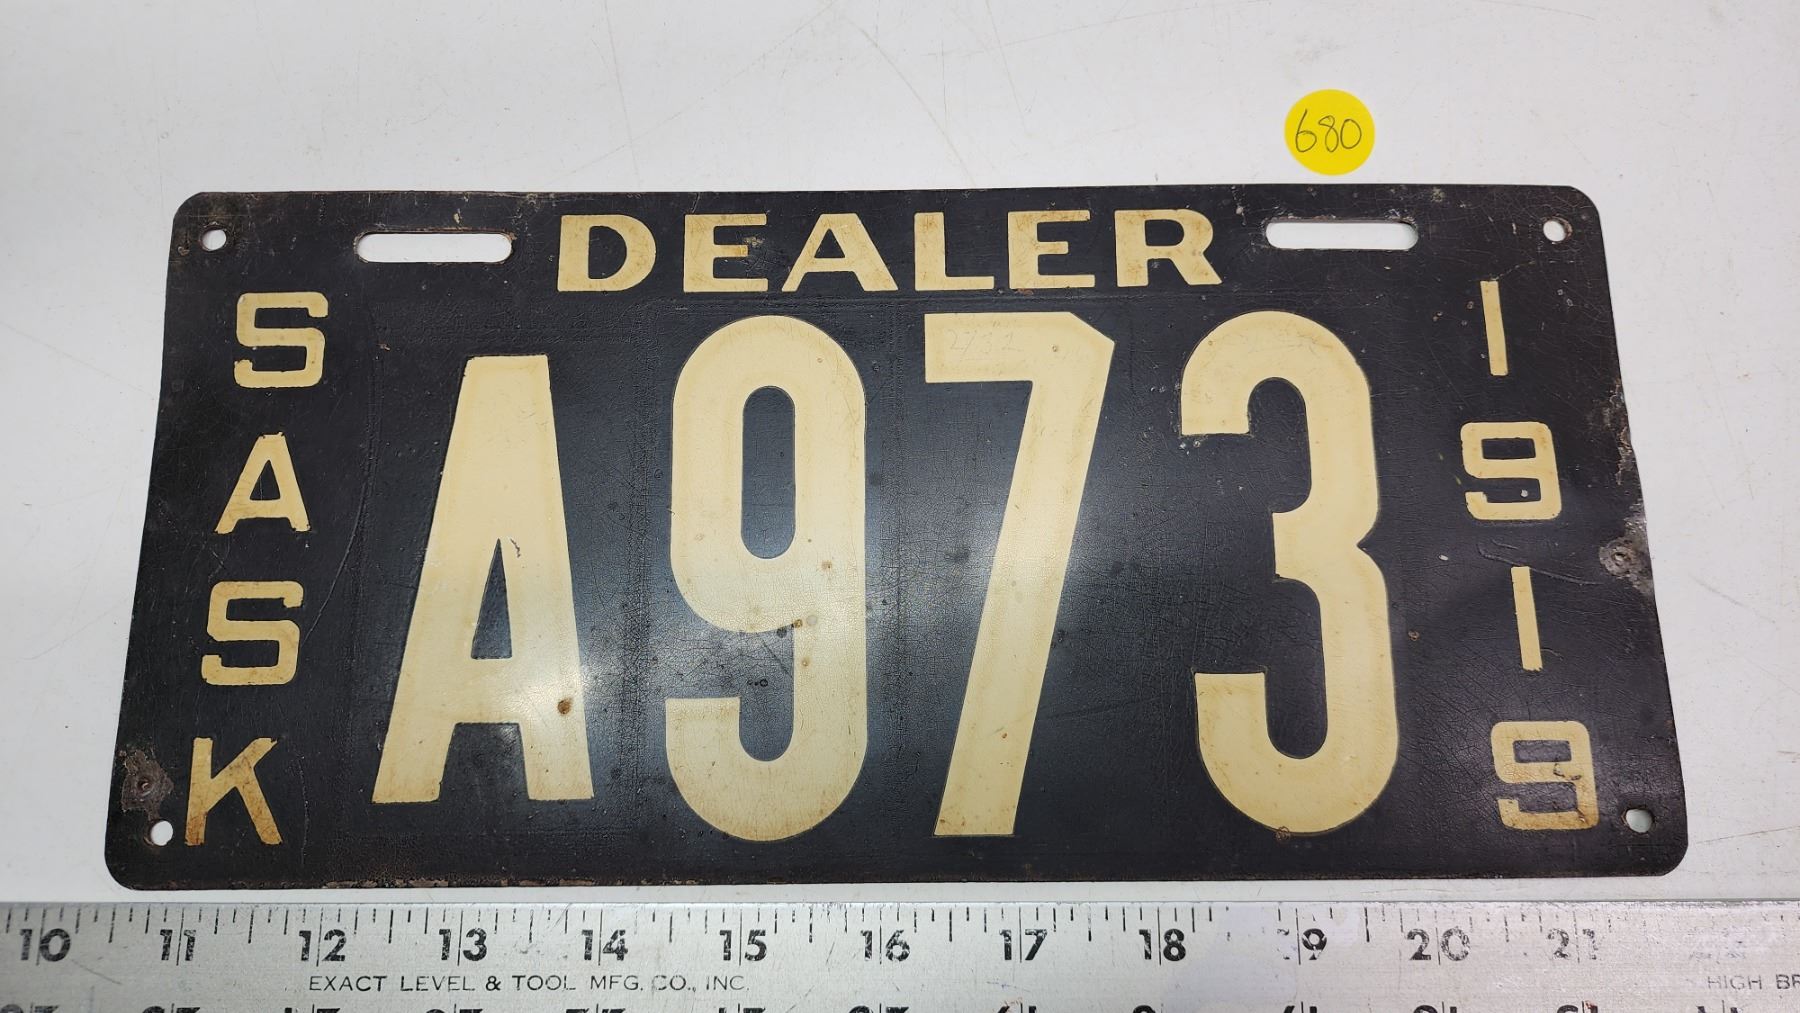 680
DEALER
SASK
A973
1919
10 11 12 13 14 15 16 17 18 19 20 21
EXACT LEVEL & TOOL MFG. CO., INC.
HIGH